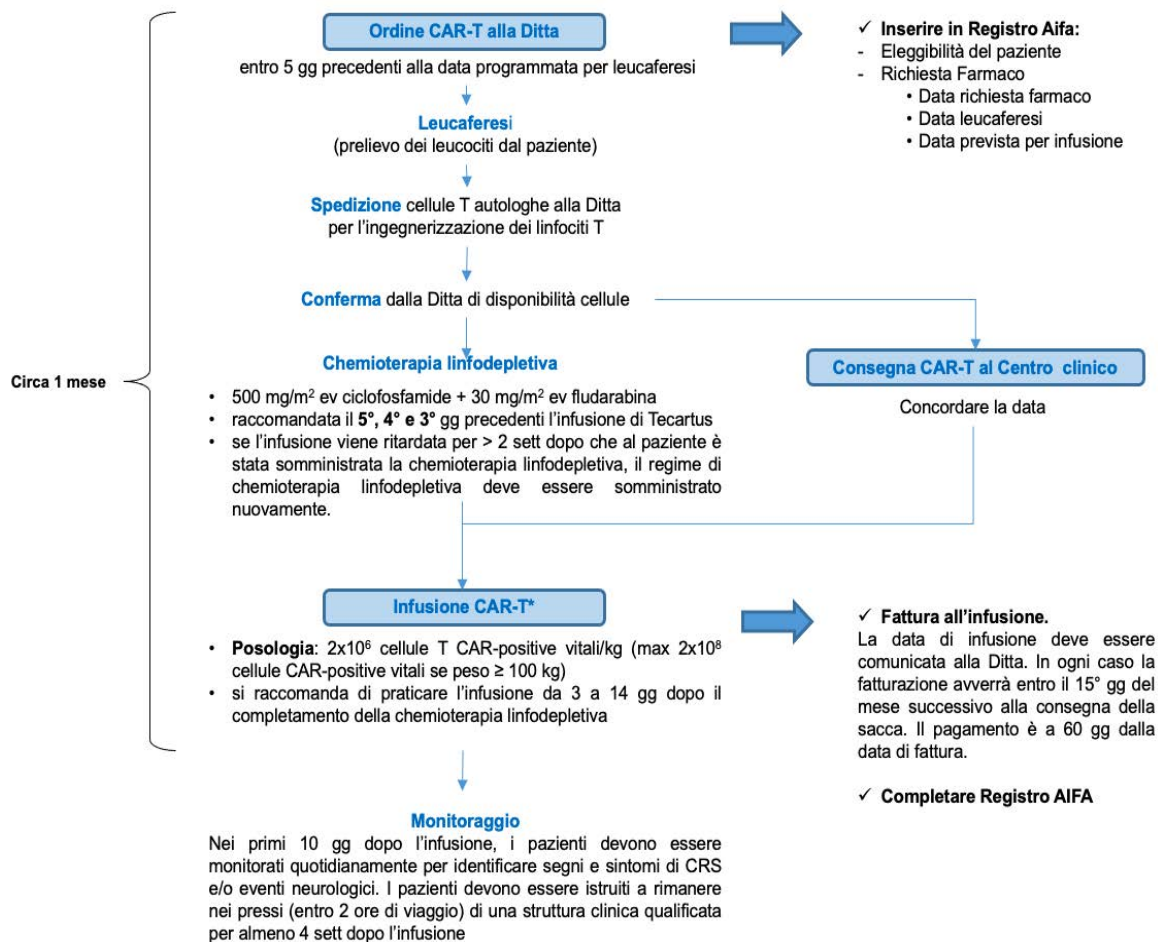 Ordine CAR-T alla Ditta
entro 5 gg precedenti alla data programmata per leucaferesi
✓ Inserire in Registro Aifa:
- Eleggibilità del paziente
- Richiesta Farmaco
• Data richiesta farmaco
• Data leucaferesi
• Data prevista per infusione
Leucaferesi
(prelievo dei leucociti dal paziente)
Spedizione cellule T autologhe alla Ditta
per l'ingegnerizzazione dei linfociti T
Conferma dalla Ditta di disponibilità cellule
Circa 1 mese
Chemioterapia linfodepletiva
• 500 mg/m² ev ciclofosfamide + 30 mg/m² ev fludarabina
• raccomandata il 5°, 4° e 3° gg precedenti l'infusione di Tecartus
• se l'infusione viene ritardata per > 2 sett dopo che al paziente è
stata somministrata la chemioterapia linfodepletiva, il regime di
chemioterapia linfodepletiva deve essere somministrato
nuovamente.
Consegna CAR-T al Centro clinico
Concordare la data
Infusione CAR-T*
• Posologia: 2x10⁶ cellule T CAR-positive vitali/kg (max 2x10⁸
cellule CAR-positive vitali se peso ≥ 100 kg)
• si raccomanda di praticare l'infusione da 3 a 14 gg dopo il
completamento della chemioterapia linfodepletiva
✓ Fattura all'infusione.
La data di infusione deve essere
comunicata alla Ditta. In ogni caso la
fatturazione avverrà entro il 15° gg del
mese successivo alla consegna della
sacca. Il pagamento è a 60 gg dalla
data di fattura.
✓ Completare Registro AIFA
Monitoraggio
Nei primi 10 gg dopo l'infusione, i pazienti devono essere
monitorati quotidianamente per identificare segni e sintomi di CRS
e/o eventi neurologici. I pazienti devono essere istruiti a rimanere
nei pressi (entro 2 ore di viaggio) di una struttura clinica qualificata
per almeno 4 sett dopo l'infusione